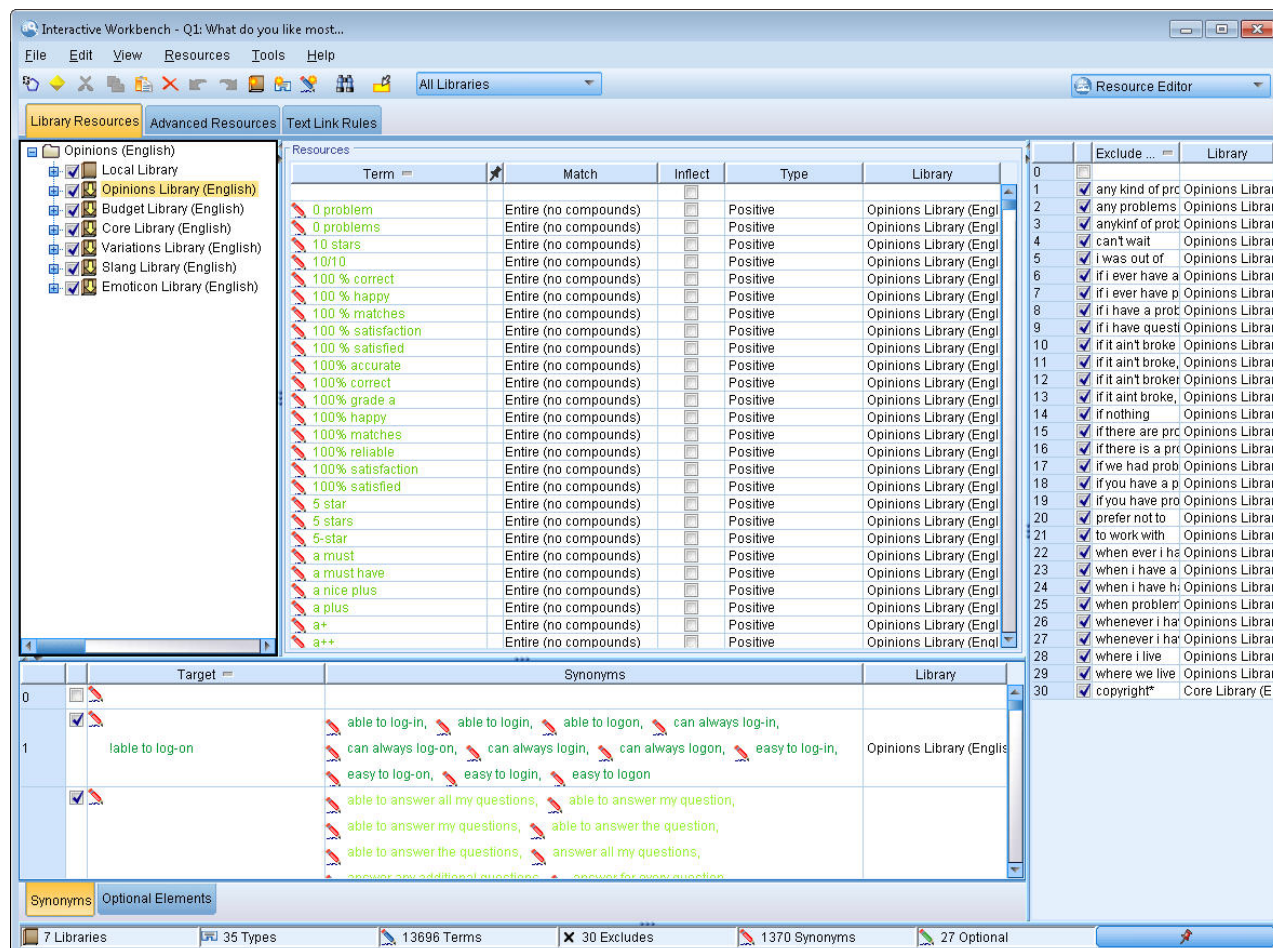 Interactive Workbench - Q1: What do you like most...
File Edit View Resources Tools Help
All Libraries
Resource Editor
Library Resources Advanced Resources Text Link Rules
Opinions (English)
Local Library
Opinions Library (English)
Budget Library (English)
Core Library (English)
Variations Library (English)
Slang Library (English)
Emoticon Library (English)
Resources
Term Match Inflect Type Library
0 problem Entire (no compounds) Positive Opinions Library (Engl
0 problems Entire (no compounds) Positive Opinions Library (Engl
10 stars Entire (no compounds) Positive Opinions Library (Engl
10/10 Entire (no compounds) Positive Opinions Library (Engl
100 % correct Entire (no compounds) Positive Opinions Library (Engl
100 % happy Entire (no compounds) Positive Opinions Library (Engl
100 % matches Entire (no compounds) Positive Opinions Library (Engl
100 % satisfaction Entire (no compounds) Positive Opinions Library (Engl
100 % satisfied Entire (no compounds) Positive Opinions Library (Engl
100% accurate Entire (no compounds) Positive Opinions Library (Engl
100% correct Entire (no compounds) Positive Opinions Library (Engl
100% grade a Entire (no compounds) Positive Opinions Library (Engl
100% happy Entire (no compounds) Positive Opinions Library (Engl
100% matches Entire (no compounds) Positive Opinions Library (Engl
100% reliable Entire (no compounds) Positive Opinions Library (Engl
100% satisfaction Entire (no compounds) Positive Opinions Library (Engl
100% satisfied Entire (no compounds) Positive Opinions Library (Engl
5 star Entire (no compounds) Positive Opinions Library (Engl
5 stars Entire (no compounds) Positive Opinions Library (Engl
5-star Entire (no compounds) Positive Opinions Library (Engl
a must Entire (no compounds) Positive Opinions Library (Engl
a must have Entire (no compounds) Positive Opinions Library (Engl
a nice plus Entire (no compounds) Positive Opinions Library (Engl
a plus Entire (no compounds) Positive Opinions Library (Engl
a+ Entire (no compounds) Positive Opinions Library (Engl
a++ Entire (no compounds) Positive Opinions Library (Engl
Exclude ... Library
0
1 any kind of prc Opinions Librar
2 any problems Opinions Librar
3 anykinf of prob Opinions Librar
4 can't wait Opinions Librar
5 i was out of Opinions Librar
6 if i ever have a Opinions Librar
7 if i ever have p Opinions Librar
8 if i have a prob Opinions Librar
9 if i have questi Opinions Librar
10 if it ain't broke Opinions Librar
11 if it ain't broke, Opinions Librar
12 if it ain't broker Opinions Librar
13 if it aint broke, Opinions Librar
14 if nothing Opinions Librar
15 if there are pro Opinions Librar
16 if there is a pro Opinions Librar
17 if we had prob Opinions Librar
18 if you have a p Opinions Librar
19 if you have pro Opinions Librar
20 prefer not to Opinions Librar
21 to work with Opinions Librar
22 when ever i ha Opinions Librar
23 when i have a Opinions Librar
24 when i have h Opinions Librar
25 when problem Opinions Librar
26 whenever i ha Opinions Librar
27 whenever i ha Opinions Librar
28 where i live Opinions Librar
29 where we live Opinions Librar
30 copyright* Core Library (E
Target Synonyms Library
0
able to log-in, able to login, able to logon, can always log-in,
1 !able to log-on can always log-on, can always login, can always logon, easy to log-in, Opinions Library (Englis
easy to log-on, easy to login, easy to logon
able to answer all my questions, able to answer my question,
able to answer my questions, able to answer the question,
able to answer the questions, answer all my questions,
answer any additional questions, answer for every question
Synonyms Optional Elements
7 Libraries 35 Types 13696 Terms 30 Excludes 1370 Synonyms 27 Optional